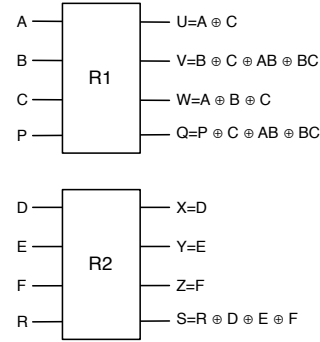 A
U=A ⊕ C
B
V=B ⊕ C ⊕ AB ⊕ BC
R1
C
W=A ⊕ B ⊕ C
P
Q=P ⊕ C ⊕ AB ⊕ BC
D
X=D
E
Y=E
R2
F
Z=F
R
S=R ⊕ D ⊕ E ⊕ F